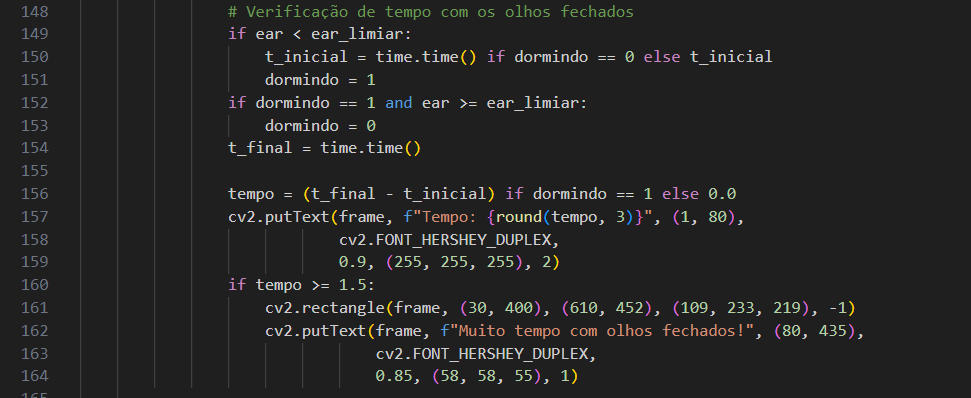 148 # Verificação de tempo com os olhos fechados
149 if ear < ear_limiar:
150 t_inicial = time.time() if dormindo == 0 else t_inicial
151 dormindo = 1
152 if dormindo == 1 and ear >= ear_limiar:
153 dormindo = 0
154 t_final = time.time()
155
156 tempo = (t_final - t_inicial) if dormindo == 1 else 0.0
157 cv2.putText(frame, f"Tempo: {round(tempo, 3)}", (1, 80),
158 cv2.FONT_HERSHEY_DUPLEX,
159 0.9, (255, 255, 255), 2)
160 if tempo >= 1.5:
161 cv2.rectangle(frame, (30, 400), (610, 452), (109, 233, 219), -1)
162 cv2.putText(frame, f"Muito tempo com olhos fechados!", (80, 435),
163 cv2.FONT_HERSHEY_DUPLEX,
164 0.85, (58, 58, 55), 1)